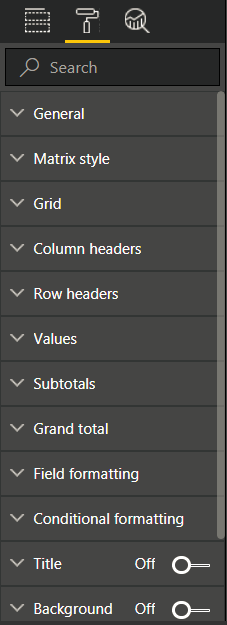 Search
General
Matrix style
Grid
Column headers
Row headers
Values
Subtotals
Grand total
Field formatting
Conditional formatting
Title Off
Background Off